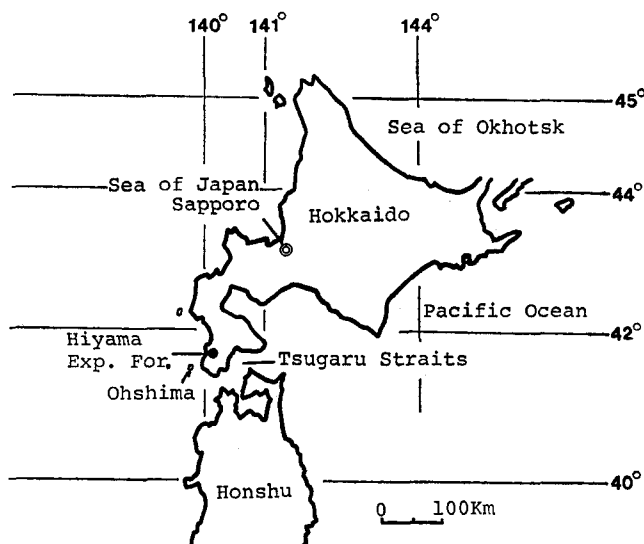 140° 141° 144°
45°
Sea of Okhotsk
Sea of Japan
44°
Sapporo
Hokkaido
Pacific Ocean
42°
Hiyama
Exp. For.
Tsugaru Straits
Ohshima
40°
Honshu
0 100Km